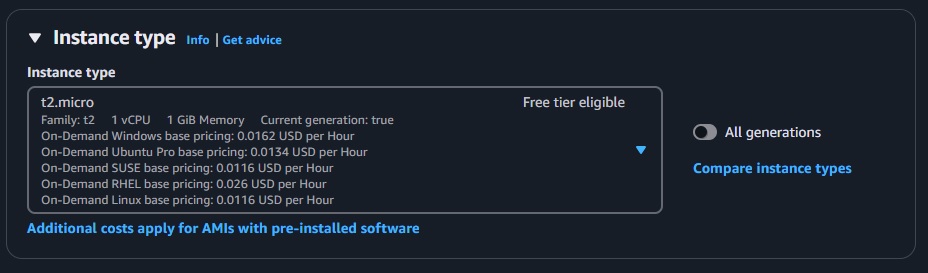 Instance type Info | Get advice
Instance type
t2.micro Free tier eligible
Family: t2 1 vCPU 1 GiB Memory Current generation: true
On-Demand Windows base pricing: 0.0162 USD per Hour
On-Demand Ubuntu Pro base pricing: 0.0134 USD per Hour
On-Demand SUSE base pricing: 0.0116 USD per Hour
On-Demand RHEL base pricing: 0.026 USD per Hour
On-Demand Linux base pricing: 0.0116 USD per Hour
All generations
Compare instance types
Additional costs apply for AMIs with pre-installed software